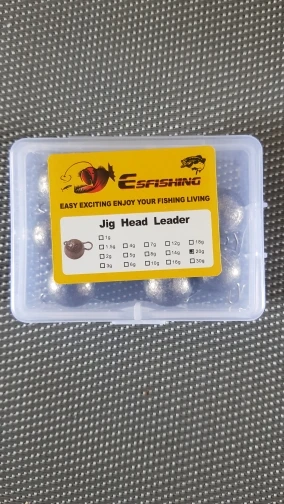 ESFISHING
EASY EXCITING ENJOY YOUR FISHING LIVING
Jig Head Leader
1g
1.5g 4g 7g 12g 18g
2g 5g 8g 14g 20g
3g 6g 10g 16g 30g